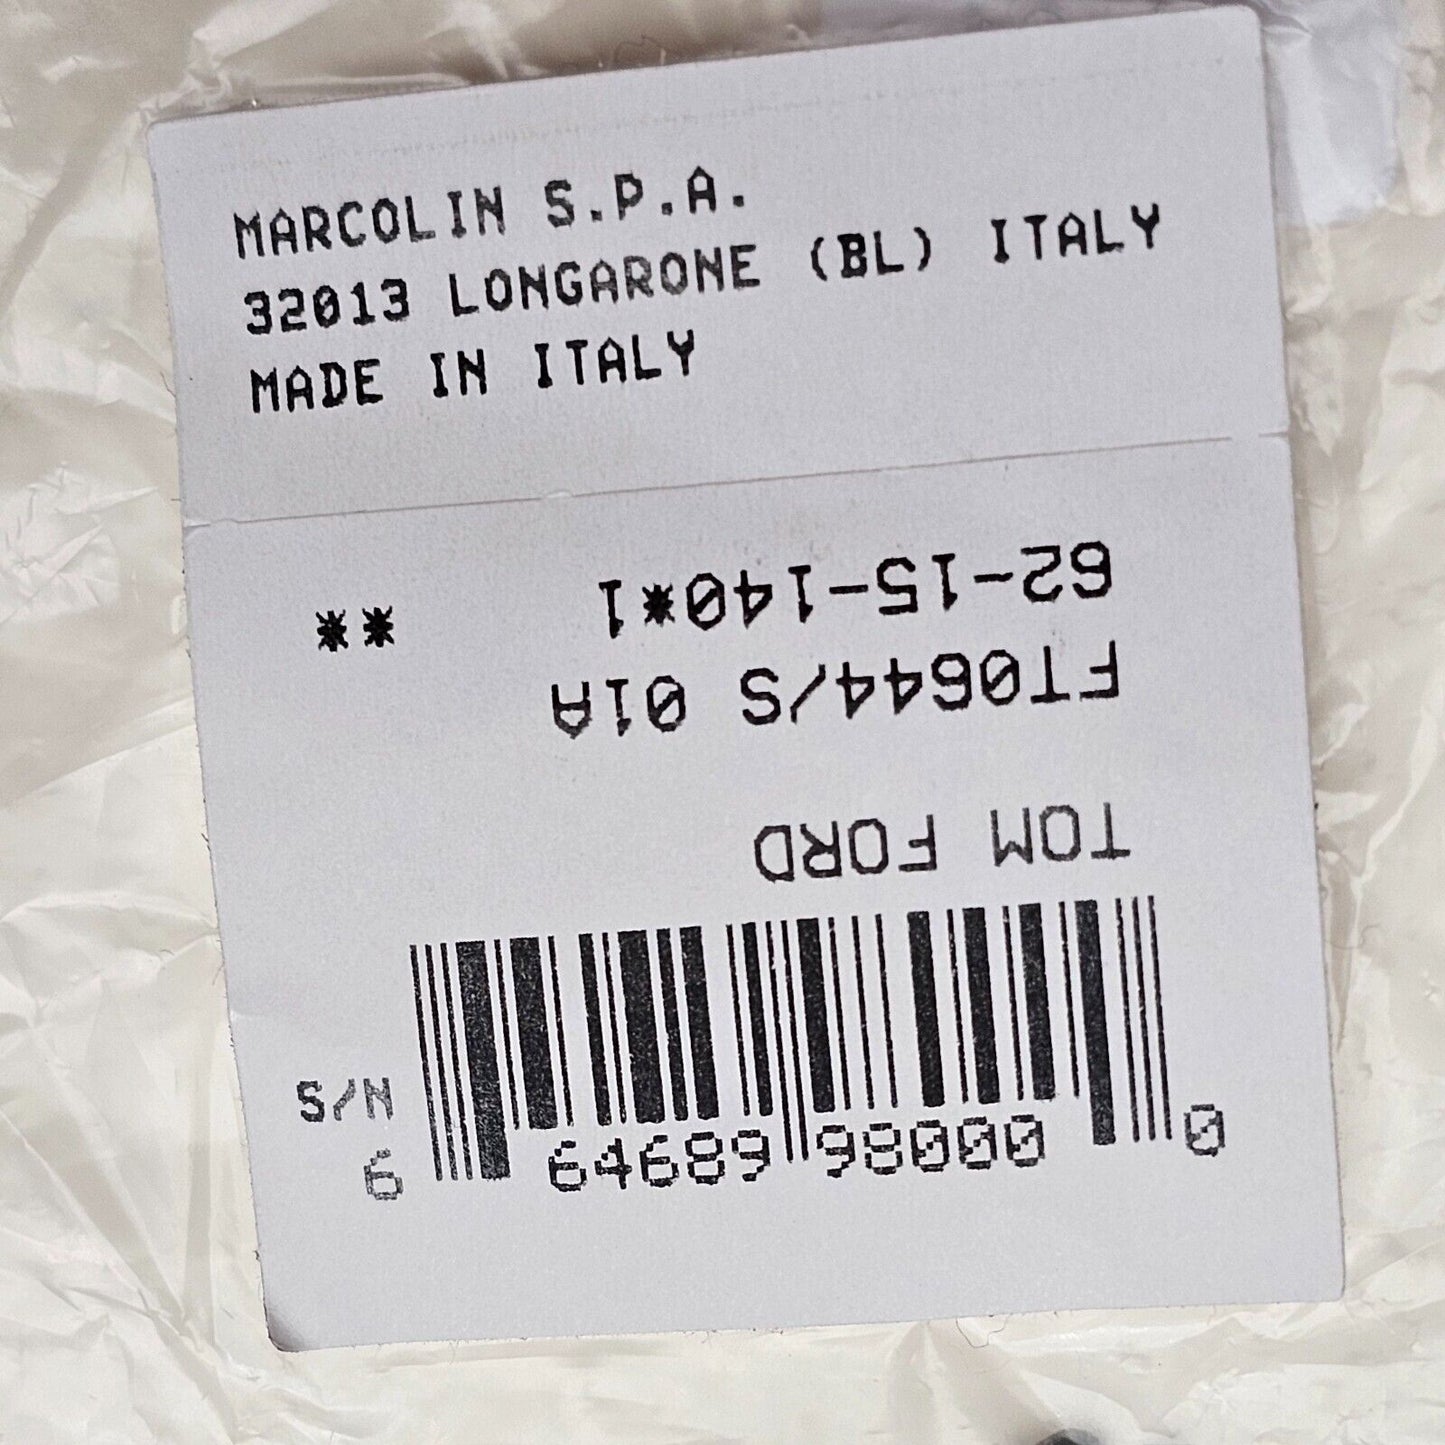 MARCOLIN S.P.A.
32013 LONGARONE (BL) ITALY
MADE IN ITALY
62-15-140*1
**
FT0644/S 01A
TOM FORD
S/N
6 64689 98000 0